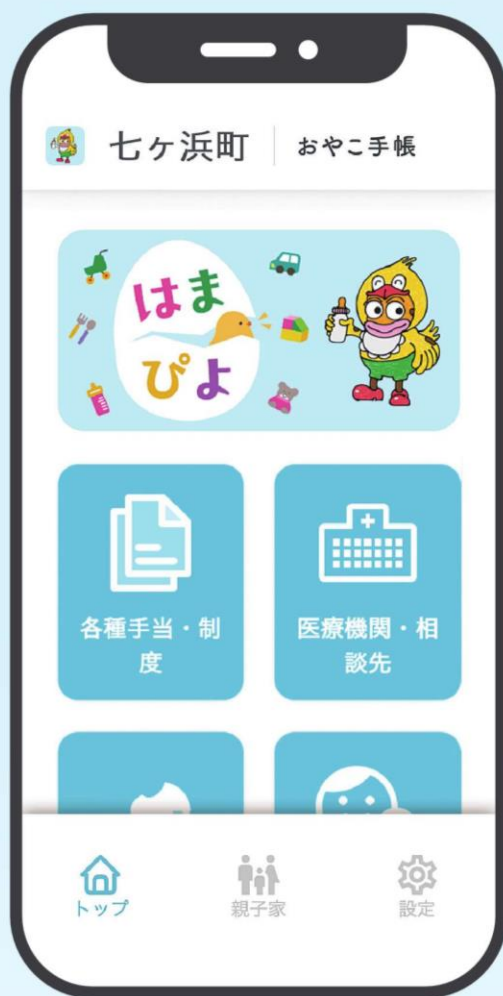 七ヶ浜町 おやこ手帳
はま
ぴよ
各種手当・制
度
医療機関・相
談先
トップ 親子家 設定